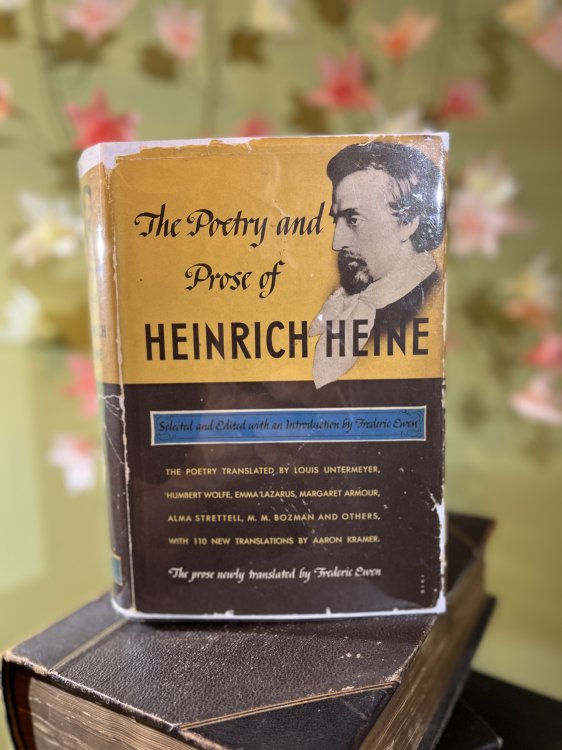 The Poetry and
Prose of
HEINRICH HEINE
Selected and Edited with an Introduction by Frederic Ewen
THE POETRY TRANSLATED BY LOUIS UNTERMEYER,
HUMBERT WOLFE, EMMA LAZARUS, MARGARET ARMOUR,
ALMA STRETTELL, M. M. BOZMAN AND OTHERS,
WITH 110 NEW TRANSLATIONS BY AARON KRAMER.
The prose newly translated by Frederic Ewen